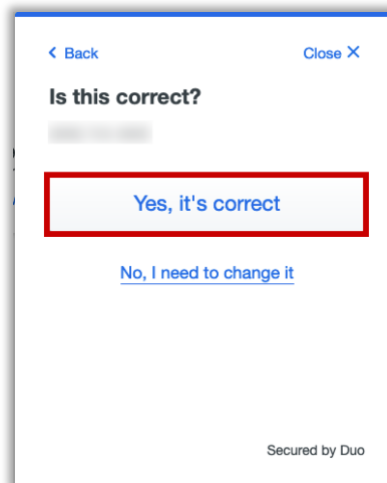 Back Close
Is this correct?
Yes, it's correct
No, I need to change it
Secured by Duo